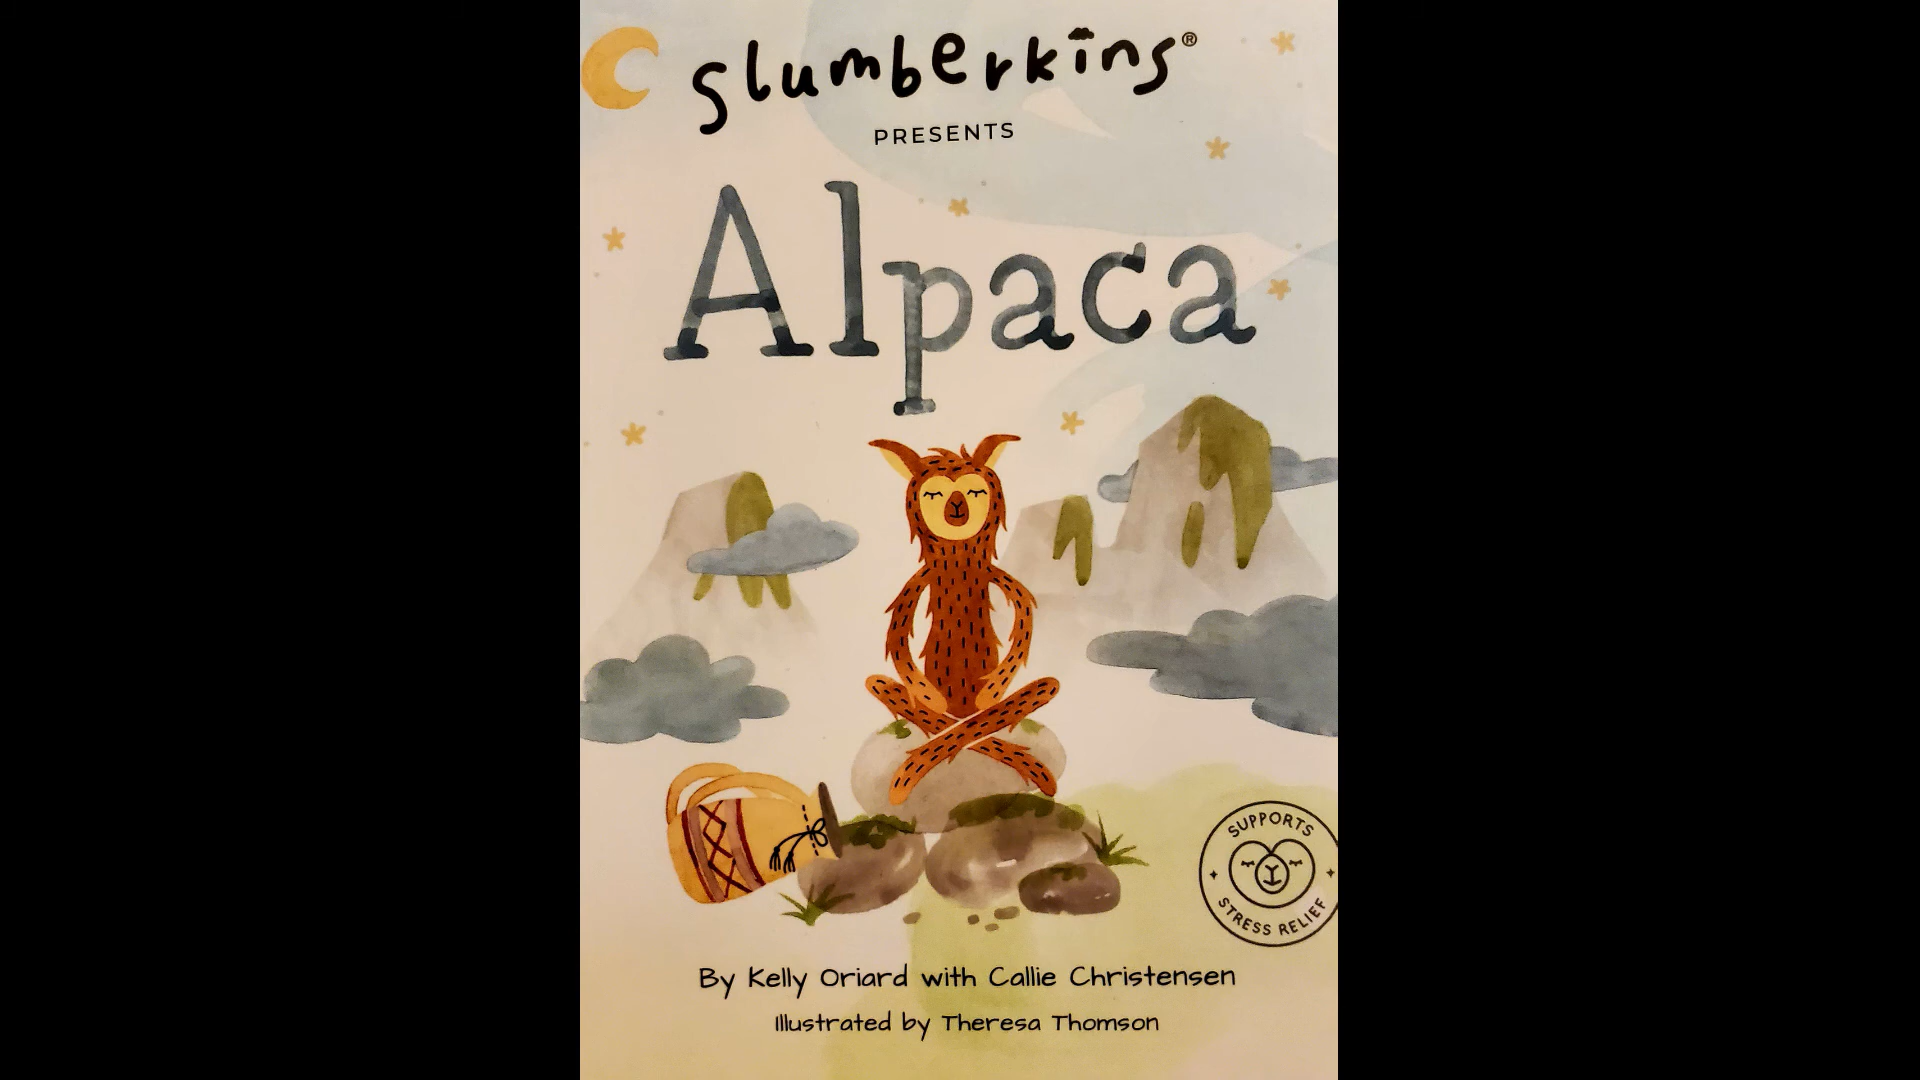 slumberkins®
PRESENTS
Alpaca
SUPPORTS
STRESS RELIEF
By Kelly Oriard with Callie Christensen
Illustrated by Theresa Thomson